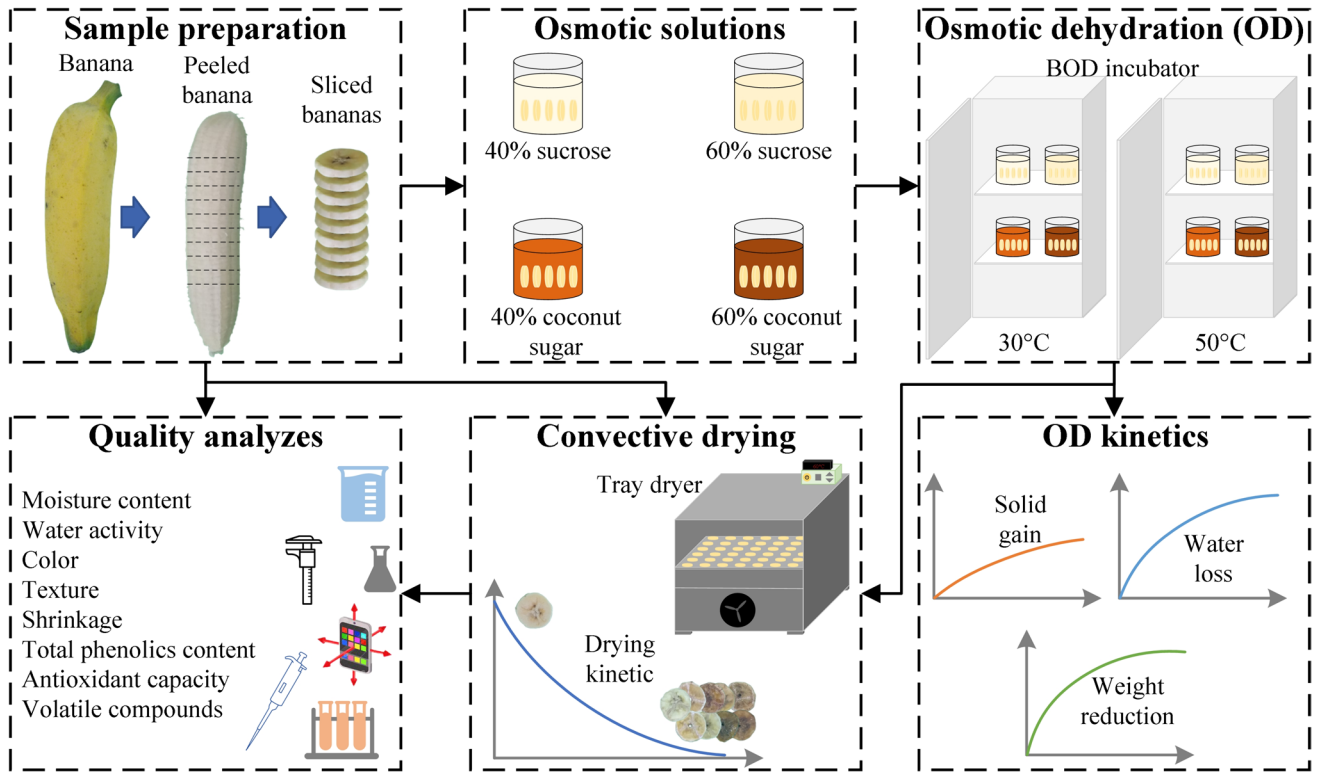 Sample preparation
Banana
Peeled
banana
Sliced
bananas
Osmotic solutions
40% sucrose
60% sucrose
40% coconut
sugar
60% coconut
sugar
Osmotic dehydration (OD)
BOD incubator
30°C
50°C
Quality analyzes
Moisture content
Water activity
Color
Texture
Shrinkage
Total phenolics content
Antioxidant capacity
Volatile compounds
Convective drying
Tray dryer
Drying
kinetic
OD kinetics
Solid
gain
Water
loss
Weight
reduction